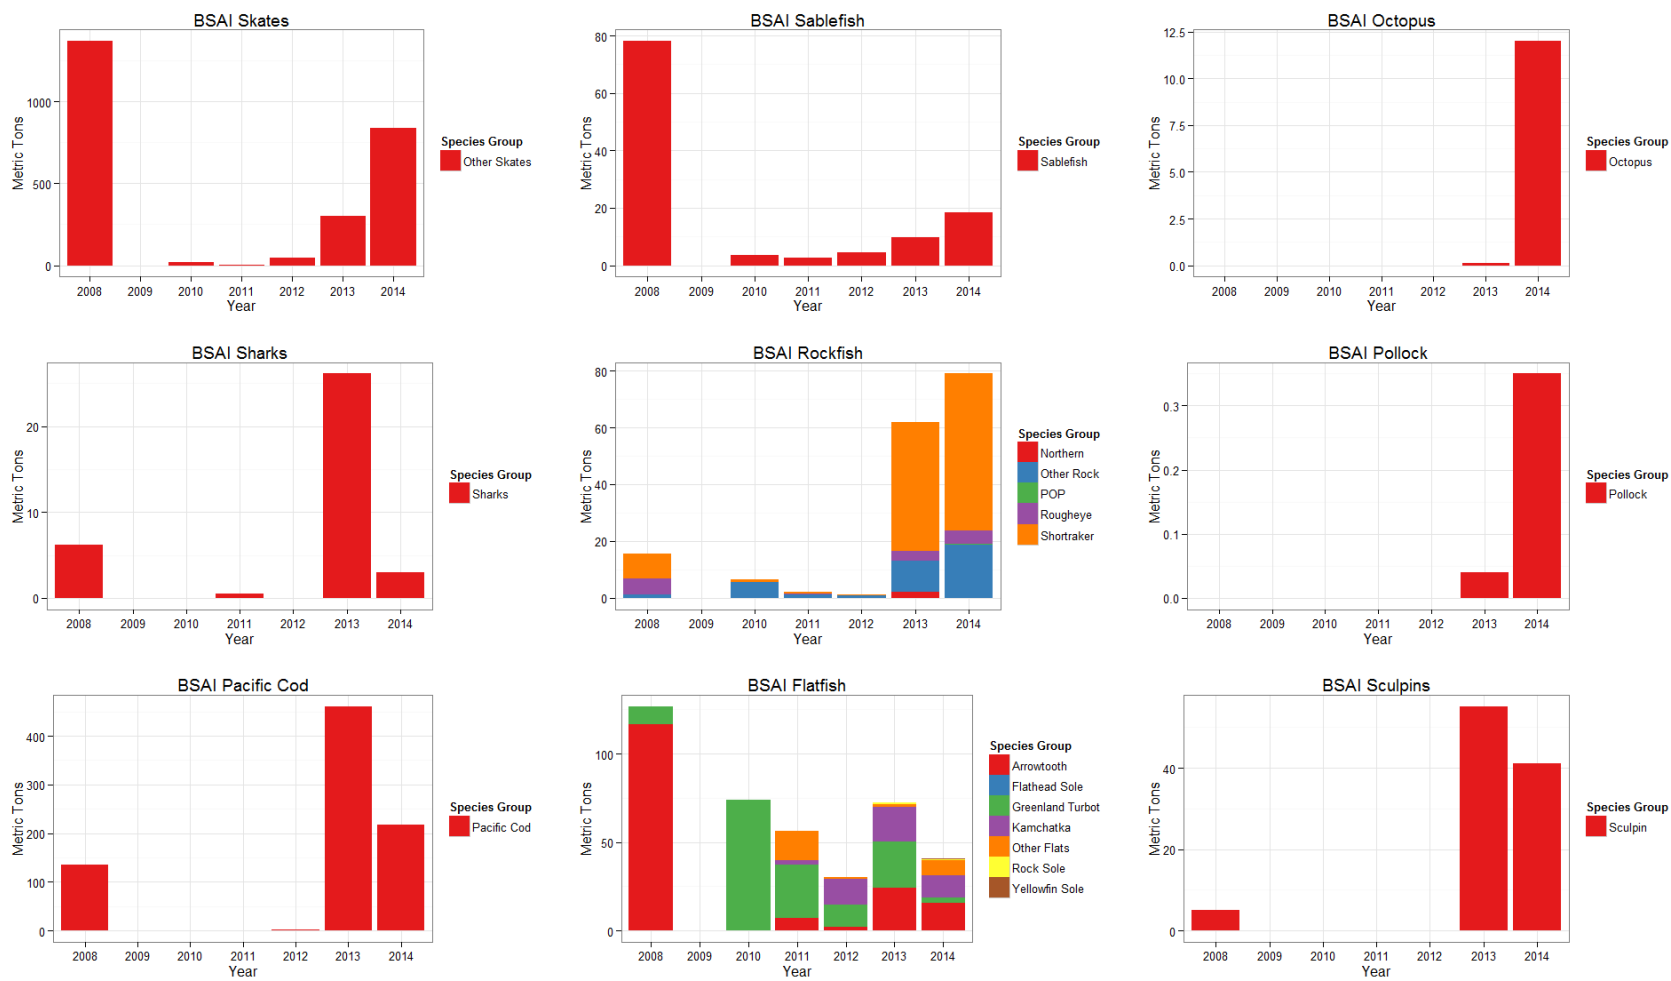 BSAI Skates
Metric Tons
1000
500
0
2008 2009 2010 2011 2012 2013 2014
Year
Species Group
Other Skates
BSAI Sablefish
Metric Tons
80
60
40
20
0
2008 2009 2010 2011 2012 2013 2014
Year
Species Group
Sablefish
BSAI Octopus
Metric Tons
12.5
10.0
7.5
5.0
2.5
0.0
2008 2009 2010 2011 2012 2013 2014
Year
Species Group
Octopus
BSAI Sharks
Metric Tons
20
10
0
2008 2009 2010 2011 2012 2013 2014
Year
Species Group
Sharks
BSAI Rockfish
Metric Tons
80
60
40
20
0
2008 2009 2010 2011 2012 2013 2014
Year
Species Group
Northern
Other Rock
POP
Rougheye
Shortraker
BSAI Pollock
Metric Tons
0.3
0.2
0.1
0.0
2008 2009 2010 2011 2012 2013 2014
Year
Species Group
Pollock
BSAI Pacific Cod
Metric Tons
400
300
200
100
0
2008 2009 2010 2011 2012 2013 2014
Year
Species Group
Pacific Cod
BSAI Flatfish
Metric Tons
100
50
0
2008 2009 2010 2011 2012 2013 2014
Year
Species Group
Arrowtooth
Flathead Sole
Greenland Turbot
Kamchatka
Other Flats
Rock Sole
Yellowfin Sole
BSAI Sculpins
Metric Tons
40
20
0
2008 2009 2010 2011 2012 2013 2014
Year
Species Group
Sculpin